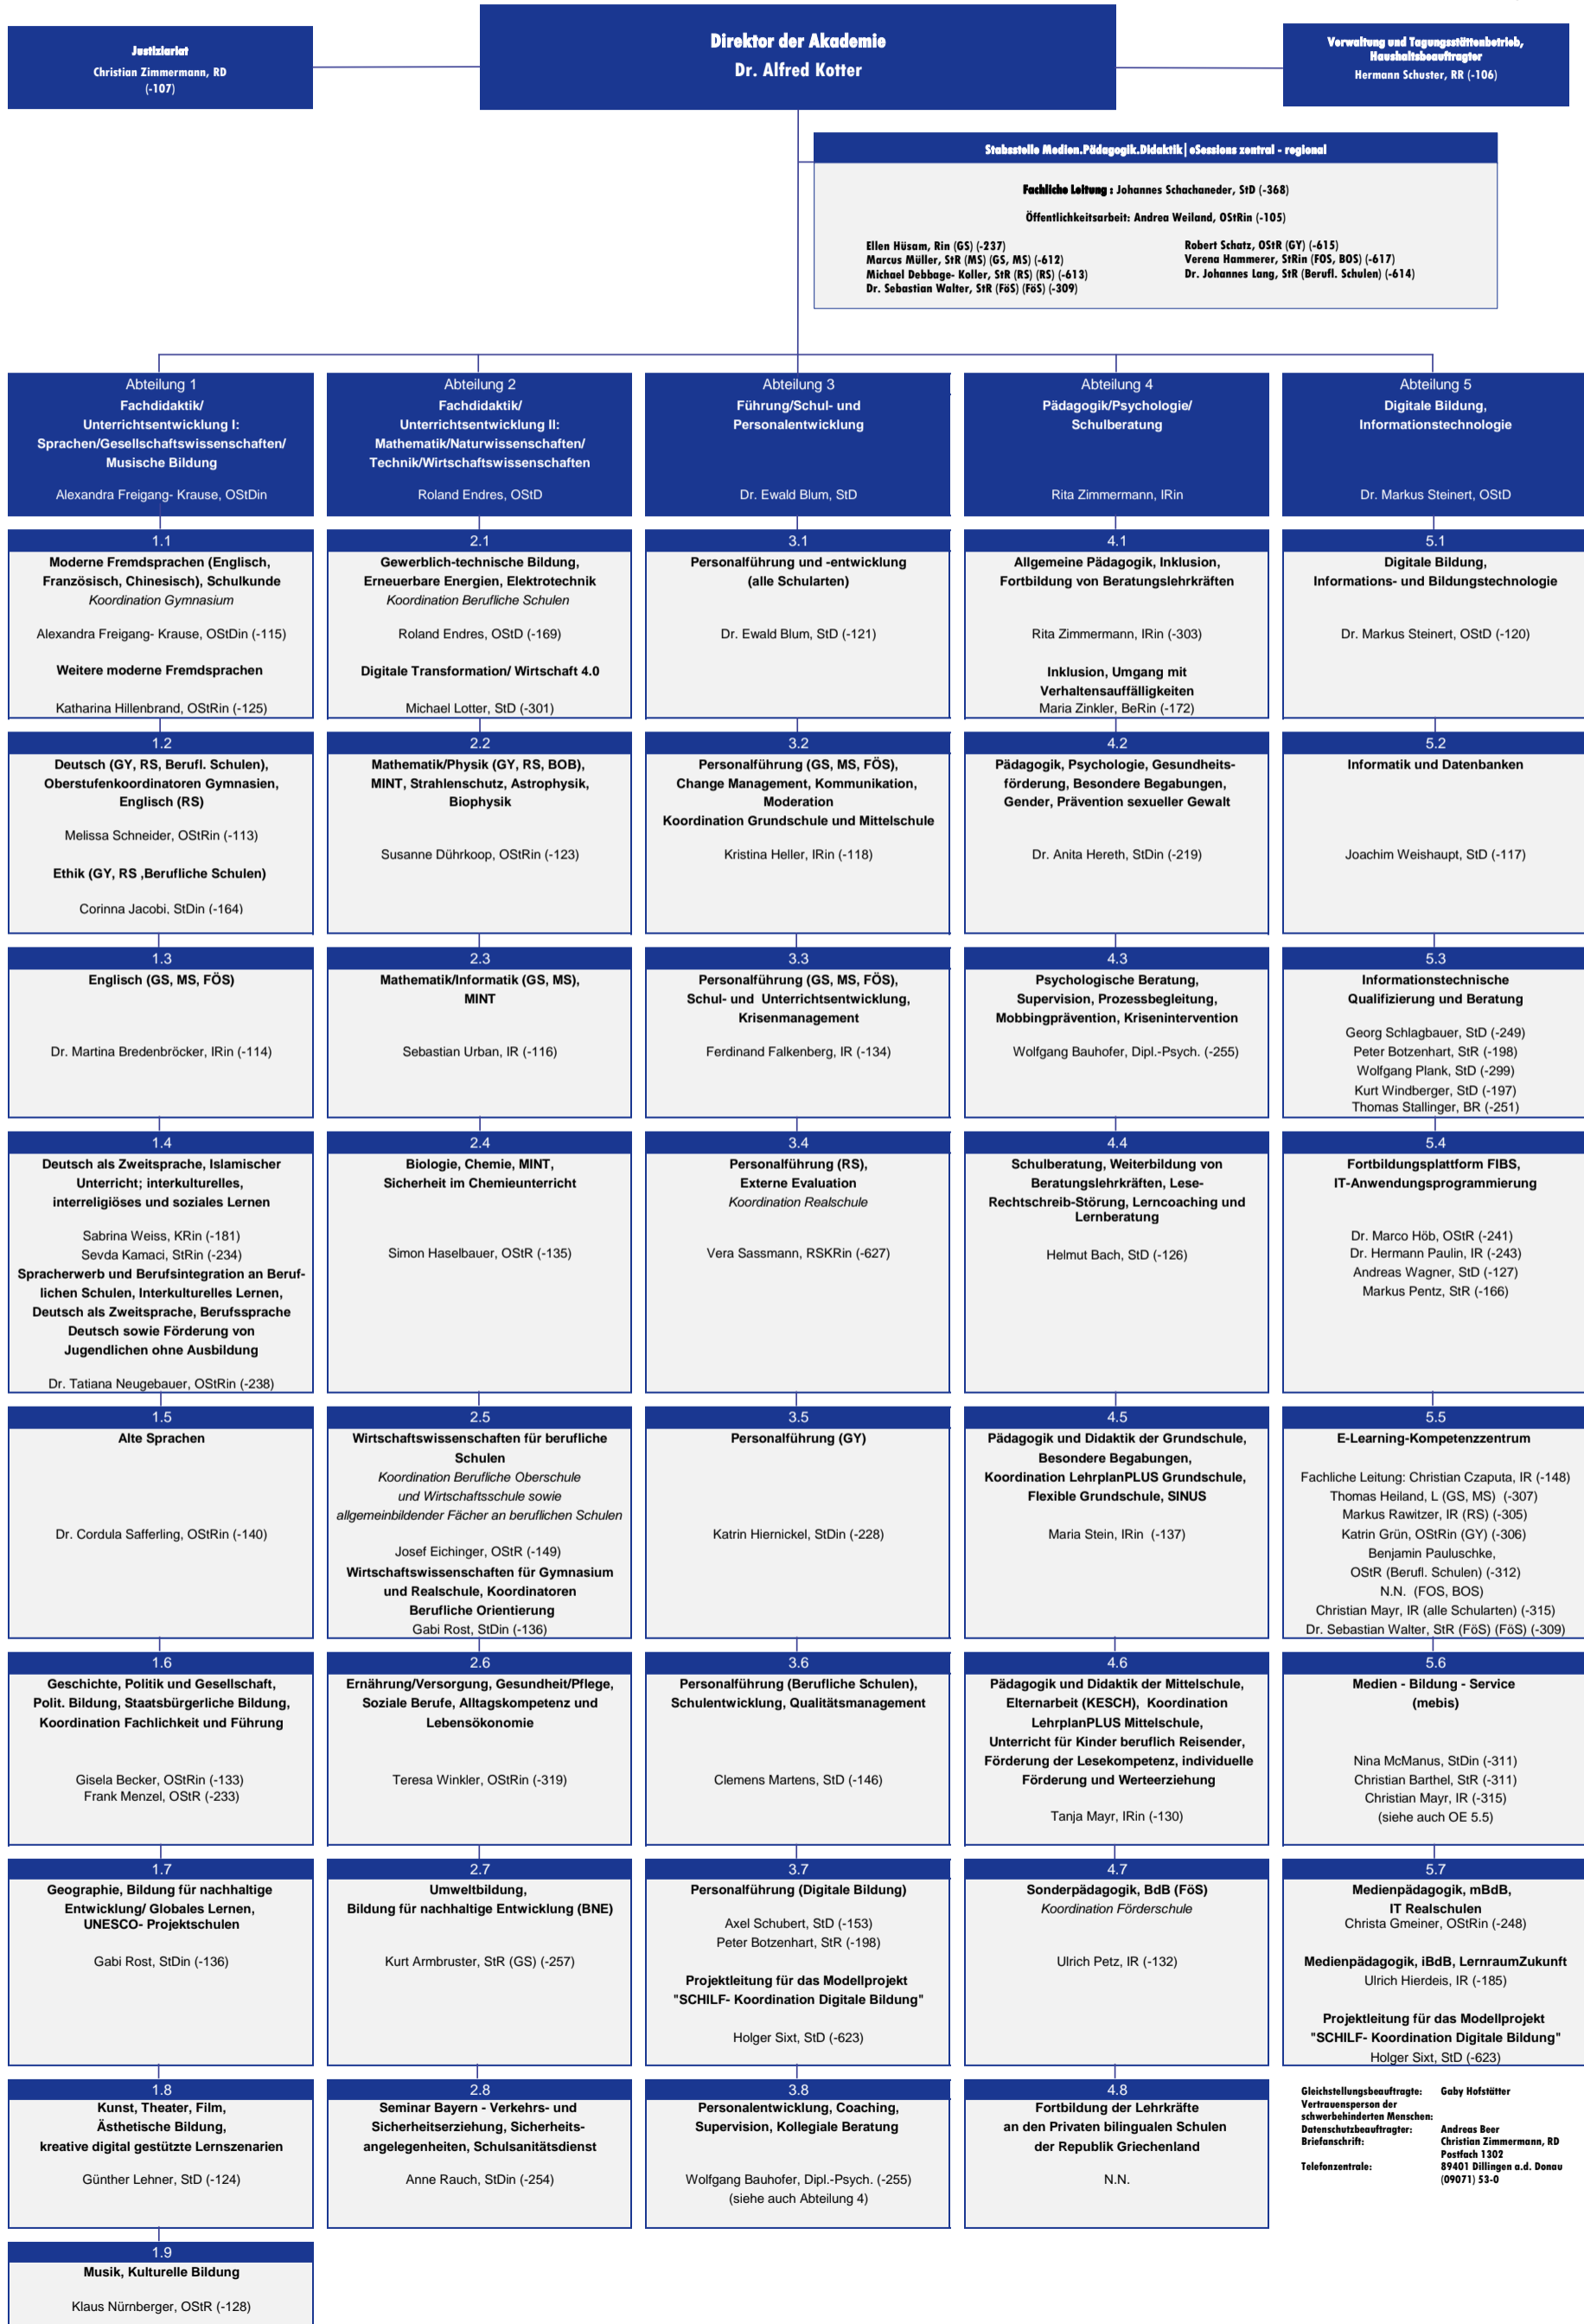 Justiziariat
Christian Zimmermann, RD
(-107)
Direktor der Akademie
Dr. Alfred Kotter
Verwaltung und Tagungsstättenbetrieb,
Haushaltsbeauftragter
Hermann Schuster, RR (-106)
Stabsstelle Medien.Pädagogik.Didaktik| eSessions zentral - regional
Fachliche Leitung : Johannes Schachaneder, StD (-368)
Öffentlichkeitsarbeit: Andrea Weiland, OStRin (-105)
Ellen Hüsam, Rin (GS) (-237)
Marcus Müller, StR (MS) (GS, MS) (-612)
Michael Debbage- Koller, StR (RS) (RS) (-613)
Dr. Sebastian Walter, StR (FöS) (FöS) (-309)
Robert Schatz, OStR (GY) (-615)
Verena Hammerer, StRin (FOS, BOS) (-617)
Dr. Johannes Lang, StR (Berufl. Schulen) (-614)
Abteilung 1
Fachdidaktik/
Unterrichtsentwicklung I:
Sprachen/Gesellschaftswissenschaften/
Musische Bildung
Alexandra Freigang- Krause, OStDin
Abteilung 2
Fachdidaktik/
Unterrichtsentwicklung II:
Mathematik/Naturwissenschaften/
Technik/Wirtschaftswissenschaften
Roland Endres, OStD
Abteilung 3
Führung/Schul- und
Personalentwicklung
Dr. Ewald Blum, StD
Abteilung 4
Pädagogik/Psychologie/
Schulberatung
Rita Zimmermann, IRin
Abteilung 5
Digitale Bildung,
Informationstechnologie
Dr. Markus Steinert, OStD
1.1
Moderne Fremdsprachen (Englisch,
Französisch, Chinesisch), Schulkunde
Koordination Gymnasium
Alexandra Freigang- Krause, OStDin (-115)
Weitere moderne Fremdsprachen
Katharina Hillenbrand, OStRin (-125)
2.1
Gewerblich-technische Bildung,
Erneuerbare Energien, Elektrotechnik
Koordination Berufliche Schulen
Roland Endres, OStD (-169)
Digitale Transformation/ Wirtschaft 4.0
Michael Lotter, StD (-301)
3.1
Personalführung und -entwicklung
(alle Schularten)
Dr. Ewald Blum, StD (-121)
4.1
Allgemeine Pädagogik, Inklusion,
Fortbildung von Beratungslehrkräften
Rita Zimmermann, IRin (-303)
Inklusion, Umgang mit
Verhaltensauffälligkeiten
Maria Zinkler, BeRin (-172)
5.1
Digitale Bildung,
Informations- und Bildungstechnologie
Dr. Markus Steinert, OStD (-120)
1.2
Deutsch (GY, RS, Berufl. Schulen),
Oberstufenkoordinatoren Gymnasien,
Englisch (RS)
Melissa Schneider, OStRin (-113)
Ethik (GY, RS ,Berufliche Schulen)
Corinna Jacobi, StDin (-164)
2.2
Mathematik/Physik (GY, RS, BOB),
MINT, Strahlenschutz, Astrophysik,
Biophysik
Susanne Dührkoop, OStRin (-123)
3.2
Personalführung (GS, MS, FÖS),
Change Management, Kommunikation,
Moderation
Koordination Grundschule und Mittelschule
Kristina Heller, IRin (-118)
4.2
Pädagogik, Psychologie, Gesundheits-
förderung, Besondere Begabungen,
Gender, Prävention sexueller Gewalt
Dr. Anita Hereth, StDin (-219)
5.2
Informatik und Datenbanken
Joachim Weishaupt, StD (-117)
1.3
Englisch (GS, MS, FÖS)
Dr. Martina Bredenbröcker, IRin (-114)
2.3
Mathematik/Informatik (GS, MS),
MINT
Sebastian Urban, IR (-116)
3.3
Personalführung (GS, MS, FÖS),
Schul- und Unterrichtsentwicklung,
Krisenmanagement
Ferdinand Falkenberg, IR (-134)
4.3
Psychologische Beratung,
Supervision, Prozessbegleitung,
Mobbingprävention, Krisenintervention
Wolfgang Bauhofer, Dipl.-Psych. (-255)
5.3
Informationstechnische
Qualifizierung und Beratung
Georg Schlagbauer, StD (-249)
Peter Botzenhart, StR (-198)
Wolfgang Plank, StD (-299)
Kurt Windberger, StD (-197)
Thomas Stallinger, BR (-251)
1.4
Deutsch als Zweitsprache, Islamischer
Unterricht; interkulturelles,
interreligiöses und soziales Lernen
Sabrina Weiss, KRin (-181)
Sevda Kamaci, StRin (-234)
Spracherwerb und Berufsintegration an Beruf-
lichen Schulen, Interkulturelles Lernen,
Deutsch als Zweitsprache, Berufssprache
Deutsch sowie Förderung von
Jugendlichen ohne Ausbildung
Dr. Tatiana Neugebauer, OStRin (-238)
2.4
Biologie, Chemie, MINT,
Sicherheit im Chemieunterricht
Simon Haselbauer, OStR (-135)
3.4
Personalführung (RS),
Externe Evaluation
Koordination Realschule
Vera Sassmann, RSKRin (-627)
4.4
Schulberatung, Weiterbildung von
Beratungslehrkräften, Lese-
Rechtschreib-Störung, Lerncoaching und
Lernberatung
Helmut Bach, StD (-126)
5.4
Fortbildungsplattform FIBS,
IT-Anwendungsprogrammierung
Dr. Marco Höb, OStR (-241)
Dr. Hermann Paulin, IR (-243)
Andreas Wagner, StD (-127)
Markus Pentz, StR (-166)
1.5
Alte Sprachen
Dr. Cordula Safferling, OStRin (-140)
2.5
Wirtschaftswissenschaften für berufliche
Schulen
Koordination Berufliche Oberschule
und Wirtschaftsschule sowie
allgemeinbildender Fächer an beruflichen Schulen
Josef Eichinger, OStR (-149)
Wirtschaftswissenschaften für Gymnasium
und Realschule, Koordinatoren
Berufliche Orientierung
Gabi Rost, StDin (-136)
3.5
Personalführung (GY)
Katrin Hiernickel, StDin (-228)
4.5
Pädagogik und Didaktik der Grundschule,
Besondere Begabungen,
Koordination LehrplanPLUS Grundschule,
Flexible Grundschule, SINUS
Maria Stein, IRin (-137)
5.5
E-Learning-Kompetenzzentrum
Fachliche Leitung: Christian Czaputa, IR (-148)
Thomas Heiland, L (GS, MS) (-307)
Markus Rawitzer, IR (RS) (-305)
Katrin Grün, OStRin (GY) (-306)
Benjamin Pauluschke,
OStR (Berufl. Schulen) (-312)
N.N. (FOS, BOS)
Christian Mayr, IR (alle Schularten) (-315)
Dr. Sebastian Walter, StR (FöS) (FöS) (-309)
1.6
Geschichte, Politik und Gesellschaft,
Polit. Bildung, Staatsbürgerliche Bildung,
Koordination Fachlichkeit und Führung
Gisela Becker, OStRin (-133)
Frank Menzel, OStR (-233)
2.6
Ernährung/Versorgung, Gesundheit/Pflege,
Soziale Berufe, Alltagskompetenz und
Lebensökonomie
Teresa Winkler, OStRin (-319)
3.6
Personalführung (Berufliche Schulen),
Schulentwicklung, Qualitätsmanagement
Clemens Martens, StD (-146)
4.6
Pädagogik und Didaktik der Mittelschule,
Elternarbeit (KESCH), Koordination
LehrplanPLUS Mittelschule,
Unterricht für Kinder beruflich Reisender,
Förderung der Lesekompetenz, individuelle
Förderung und Werteerziehung
Tanja Mayr, IRin (-130)
5.6
Medien - Bildung - Service
(mebis)
Nina McManus, StDin (-311)
Christian Barthel, StR (-311)
Christian Mayr, IR (-315)
(siehe auch OE 5.5)
1.7
Geographie, Bildung für nachhaltige
Entwicklung/ Globales Lernen,
UNESCO- Projektschulen
Gabi Rost, StDin (-136)
2.7
Umweltbildung,
Bildung für nachhaltige Entwicklung (BNE)
Kurt Armbruster, StR (GS) (-257)
3.7
Personalführung (Digitale Bildung)
Axel Schubert, StD (-153)
Peter Botzenhart, StR (-198)
Projektleitung für das Modellprojekt
"SCHILF- Koordination Digitale Bildung"
Holger Sixt, StD (-623)
4.7
Sonderpädagogik, BdB (FöS)
Koordination Förderschule
Ulrich Petz, IR (-132)
5.7
Medienpädagogik, mBdB,
IT Realschulen
Christa Gmeiner, OStRin (-248)
Medienpädagogik, iBdB, LernraumZukunft
Ulrich Hierdeis, IR (-185)
Projektleitung für das Modellprojekt
"SCHILF- Koordination Digitale Bildung"
Holger Sixt, StD (-623)
1.8
Kunst, Theater, Film,
Ästhetische Bildung,
kreative digital gestützte Lernszenarien
Günther Lehner, StD (-124)
2.8
Seminar Bayern - Verkehrs- und
Sicherheitserziehung, Sicherheits-
angelegenheiten, Schulsanitätsdienst
Anne Rauch, StDin (-254)
3.8
Personalentwicklung, Coaching,
Supervision, Kollegiale Beratung
Wolfgang Bauhofer, Dipl.-Psych. (-255)
(siehe auch Abteilung 4)
4.8
Fortbildung der Lehrkräfte
an den Privaten bilingualen Schulen
der Republik Griechenland
N.N.
Gleichstellungsbeauftragte: Gaby Hofstätter
Vertrauensperson der
schwerbehinderten Menschen:
Datenschutzbeauftragter: Andreas Beer
Briefanschrift: Christian Zimmermann, RD
Postfach 1302
Telefonzentrale: 89401 Dillingen a.d. Donau
(09071) 53-0
1.9
Musik, Kulturelle Bildung
Klaus Nürnberger, OStR (-128)